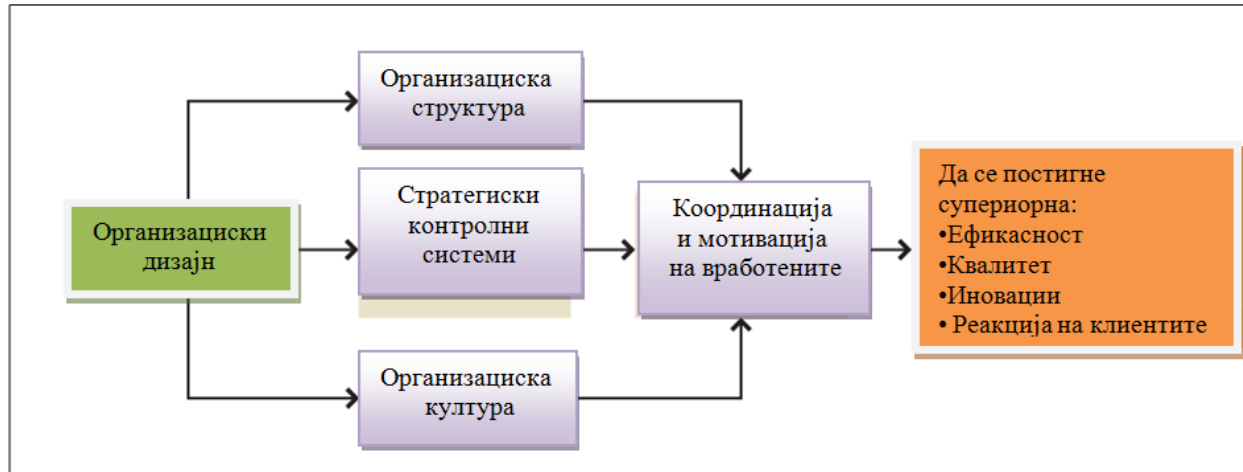 Организациска
структура
Стратегиски
контролни
системи
Организациски
дизајн
Организациска
култура
Координација
и мотивација
на вработените
Да се постигне
супериорна:
•Ефикасност
•Квалитет
•Иновации
• Реакција на клиентите